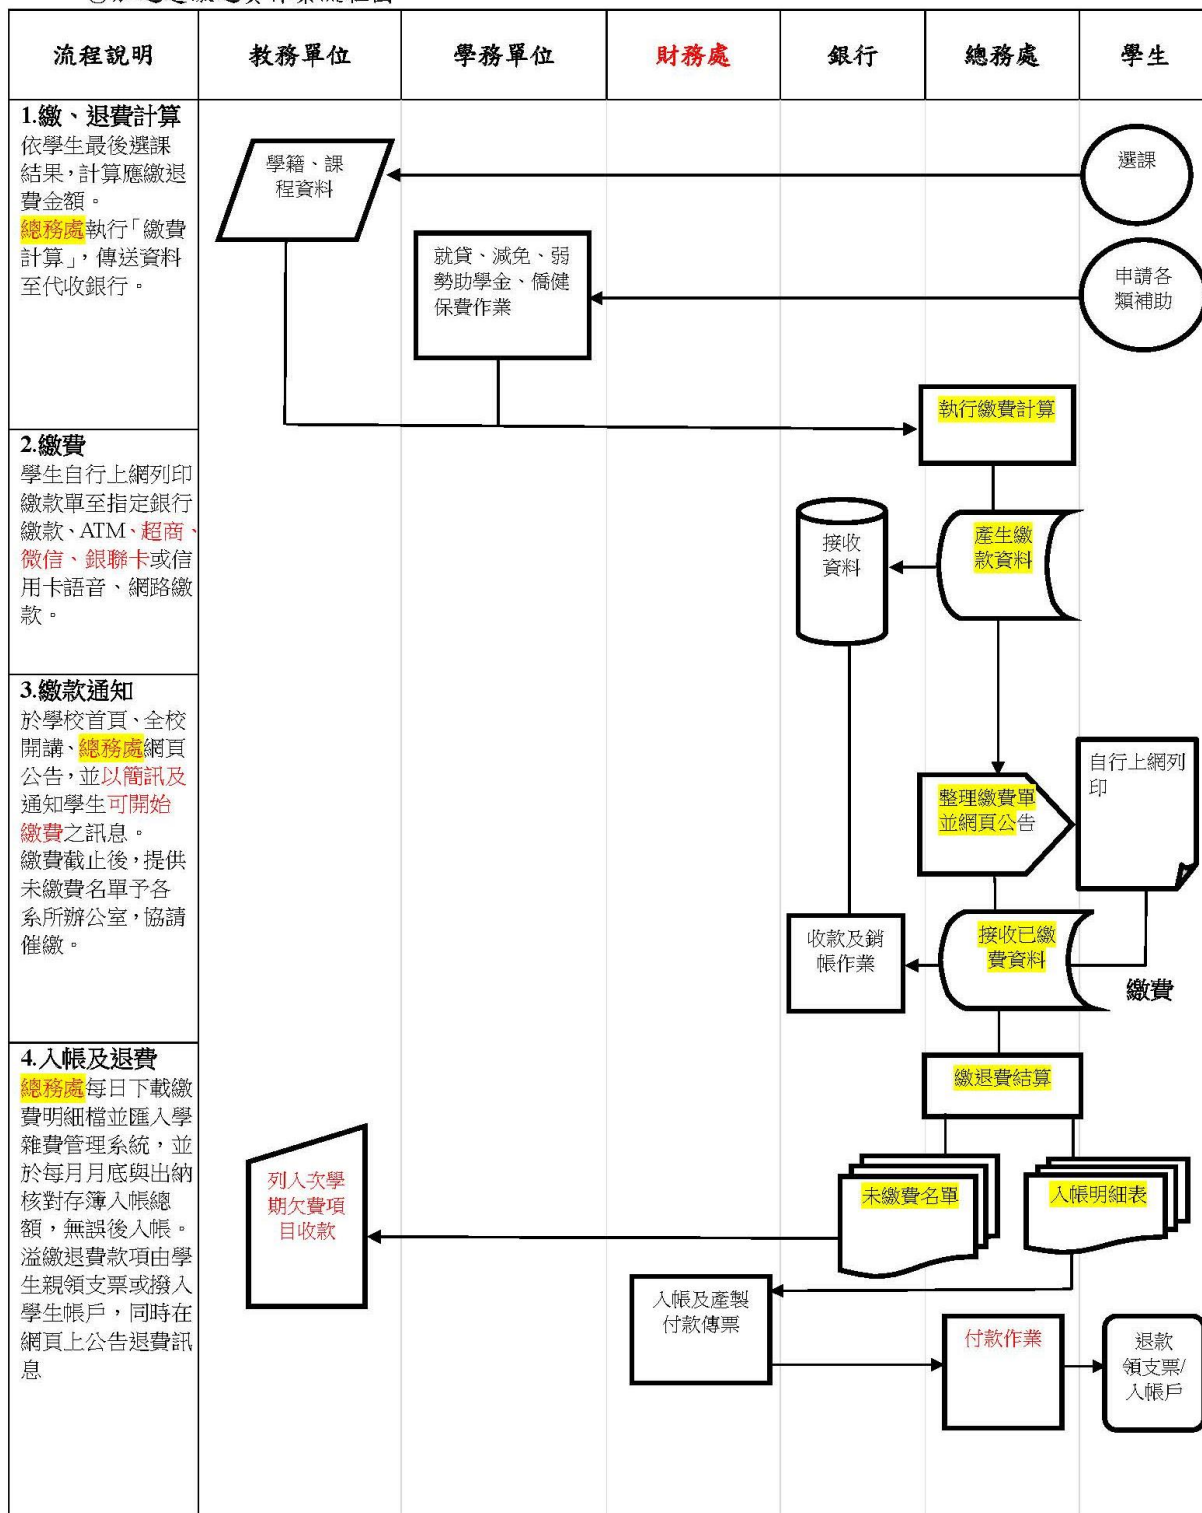 流程說明 教務單位 學務單位 財務處 銀行 總務處 學生
1.繳、退費計算
依學生最後選課
結果，計算應繳退
費金額。
總務處執行「繳費
計算」，傳送資料
至代收銀行。
學籍、課
程資料
選課
就貸、減免、弱
勢助學金、僑健
保費作業
申請各
類補助
執行繳費計算
2.繳費
學生自行上網列印
繳款單至指定銀行
繳款、ATM、超商、
微信、銀聯卡或信
用卡語音、網路繳
款。
接收
資料
產生繳
款資料
3.繳款通知
於學校首頁、全校
開講、總務處網頁
公告，並以簡訊及
通知學生可開始
繳費之訊息。
繳費截止後，提供
未繳費名單予各
系所辦公室，協請
催繳。
整理繳費單
並網頁公告
自行上網列
印
收款及銷
帳作業
接收已繳
費資料
繳費
4.入帳及退費
總務處每日下載繳
費明細檔並匯入學
雜費管理系統，並
於每月月底與出納
核對存簿入帳總
額，無誤後入帳。
溢繳退費款項由學
生親領支票或撥入
學生帳戶，同時在
網頁上公告退費訊
息
繳退費結算
列入次學
期欠費項
目收款
未繳費名單
入帳明細表
入帳及產製
付款傳票
付款作業
退款
領支票/
入帳戶